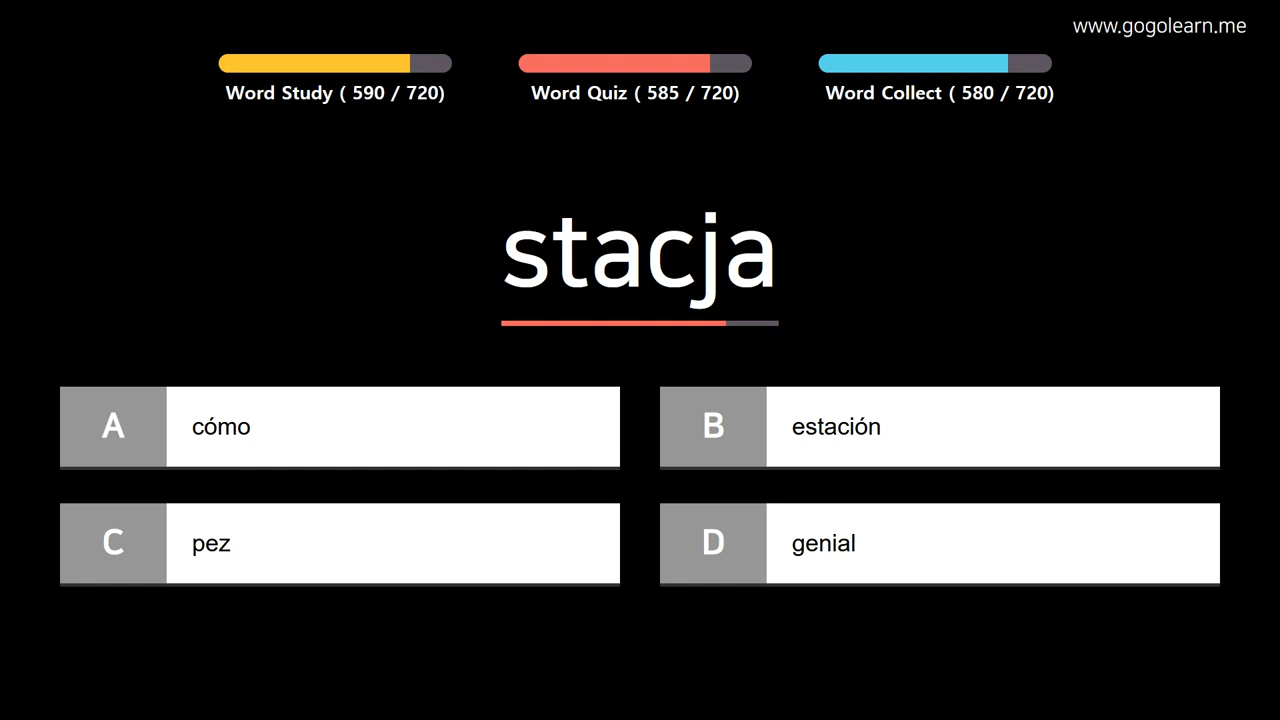 www.gogolearn.me
Word Study ( 590 / 720)
Word Quiz ( 585 / 720)
Word Collect ( 580 / 720)
stacja
A cómo
B estación
C pez
D genial